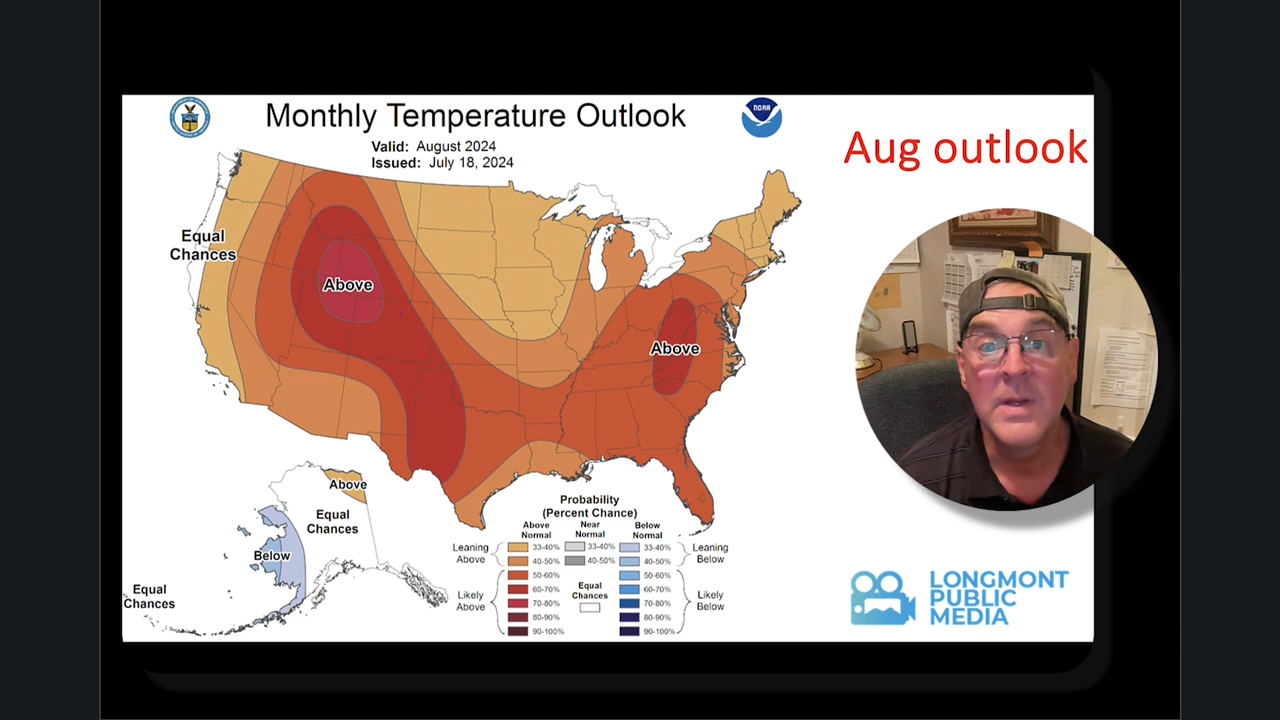 Monthly Temperature Outlook
NOAA
Valid: August 2024
Issued: July 18, 2024
Aug outlook
Equal
Chances
Above
Above
Above
Equal
Chances
Below
Equal
Chances
Probability
(Percent Chance)
Above
Normal
Near
Normal
Below
Normal
Leaning
Above
33-40%
33-40%
33-40%
Leaning
Below
40-50%
40-50%
40-50%
50-60%
50-60%
Likely
Above
60-70%
Equal
Chances
60-70%
Likely
Below
70-80%
70-80%
80-90%
80-90%
90-100%
90-100%
LONGMONT
PUBLIC
MEDIA